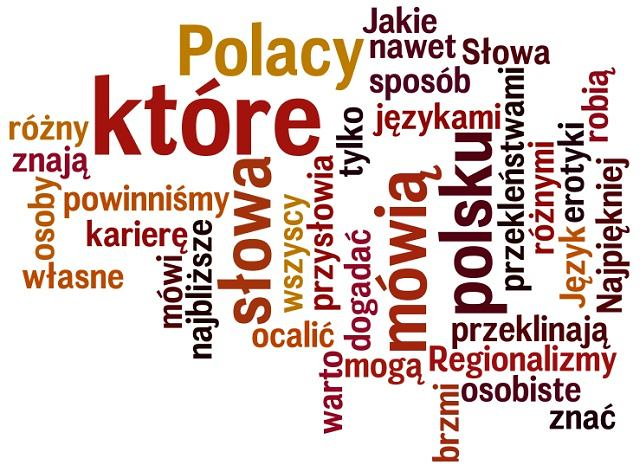 Jakie
Polacy
nawet
Słowa
sposób
które
językami
różny
znają
tylko
przekleństwami
robią
osoby
powinniśmy
karierę
własne
mówi
najbliższe
słowa
wszyscy
przysłowia
dogadać
mówią
polsku
różnymi
erotyki
Język
Najpiękniej
ocalić
warto
mogą
przeklinają
Regionalizmy
brzmi
osobiste
znać